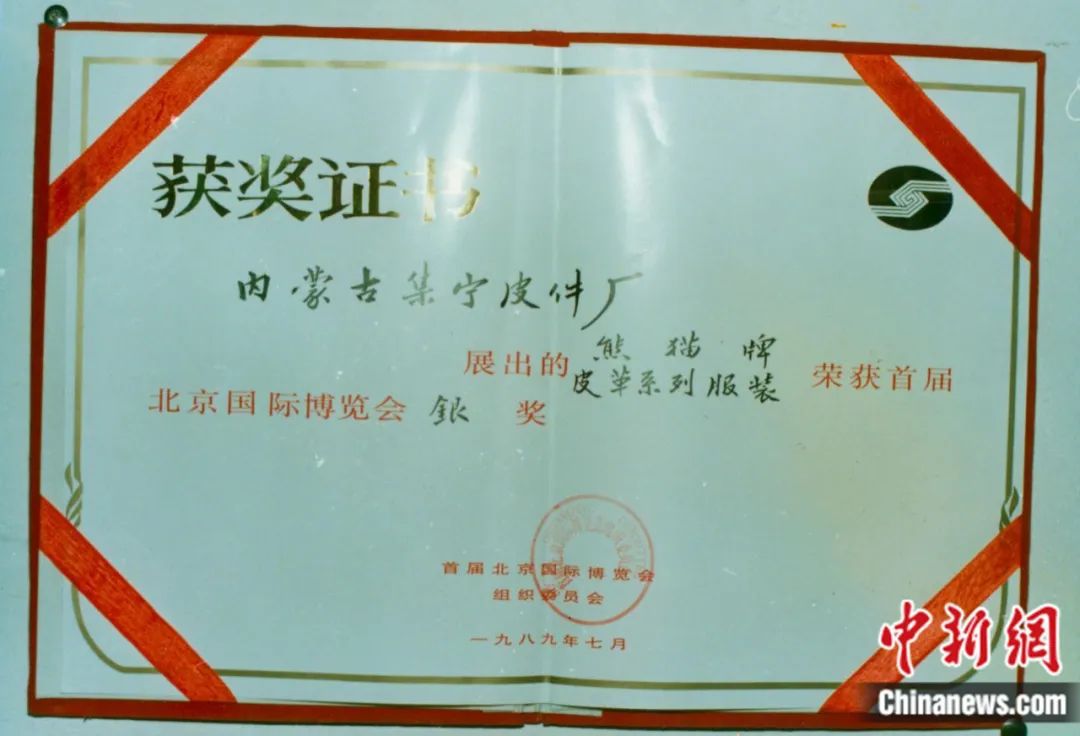 获奖证书
内蒙古集宁皮件厂
展出的 熊猫牌 皮革系列服装 荣获首届
北京国际博览会 銀 奖
首届北京国际博览会
组织委员会
一九八九年七月
中新網
Chinanews.com